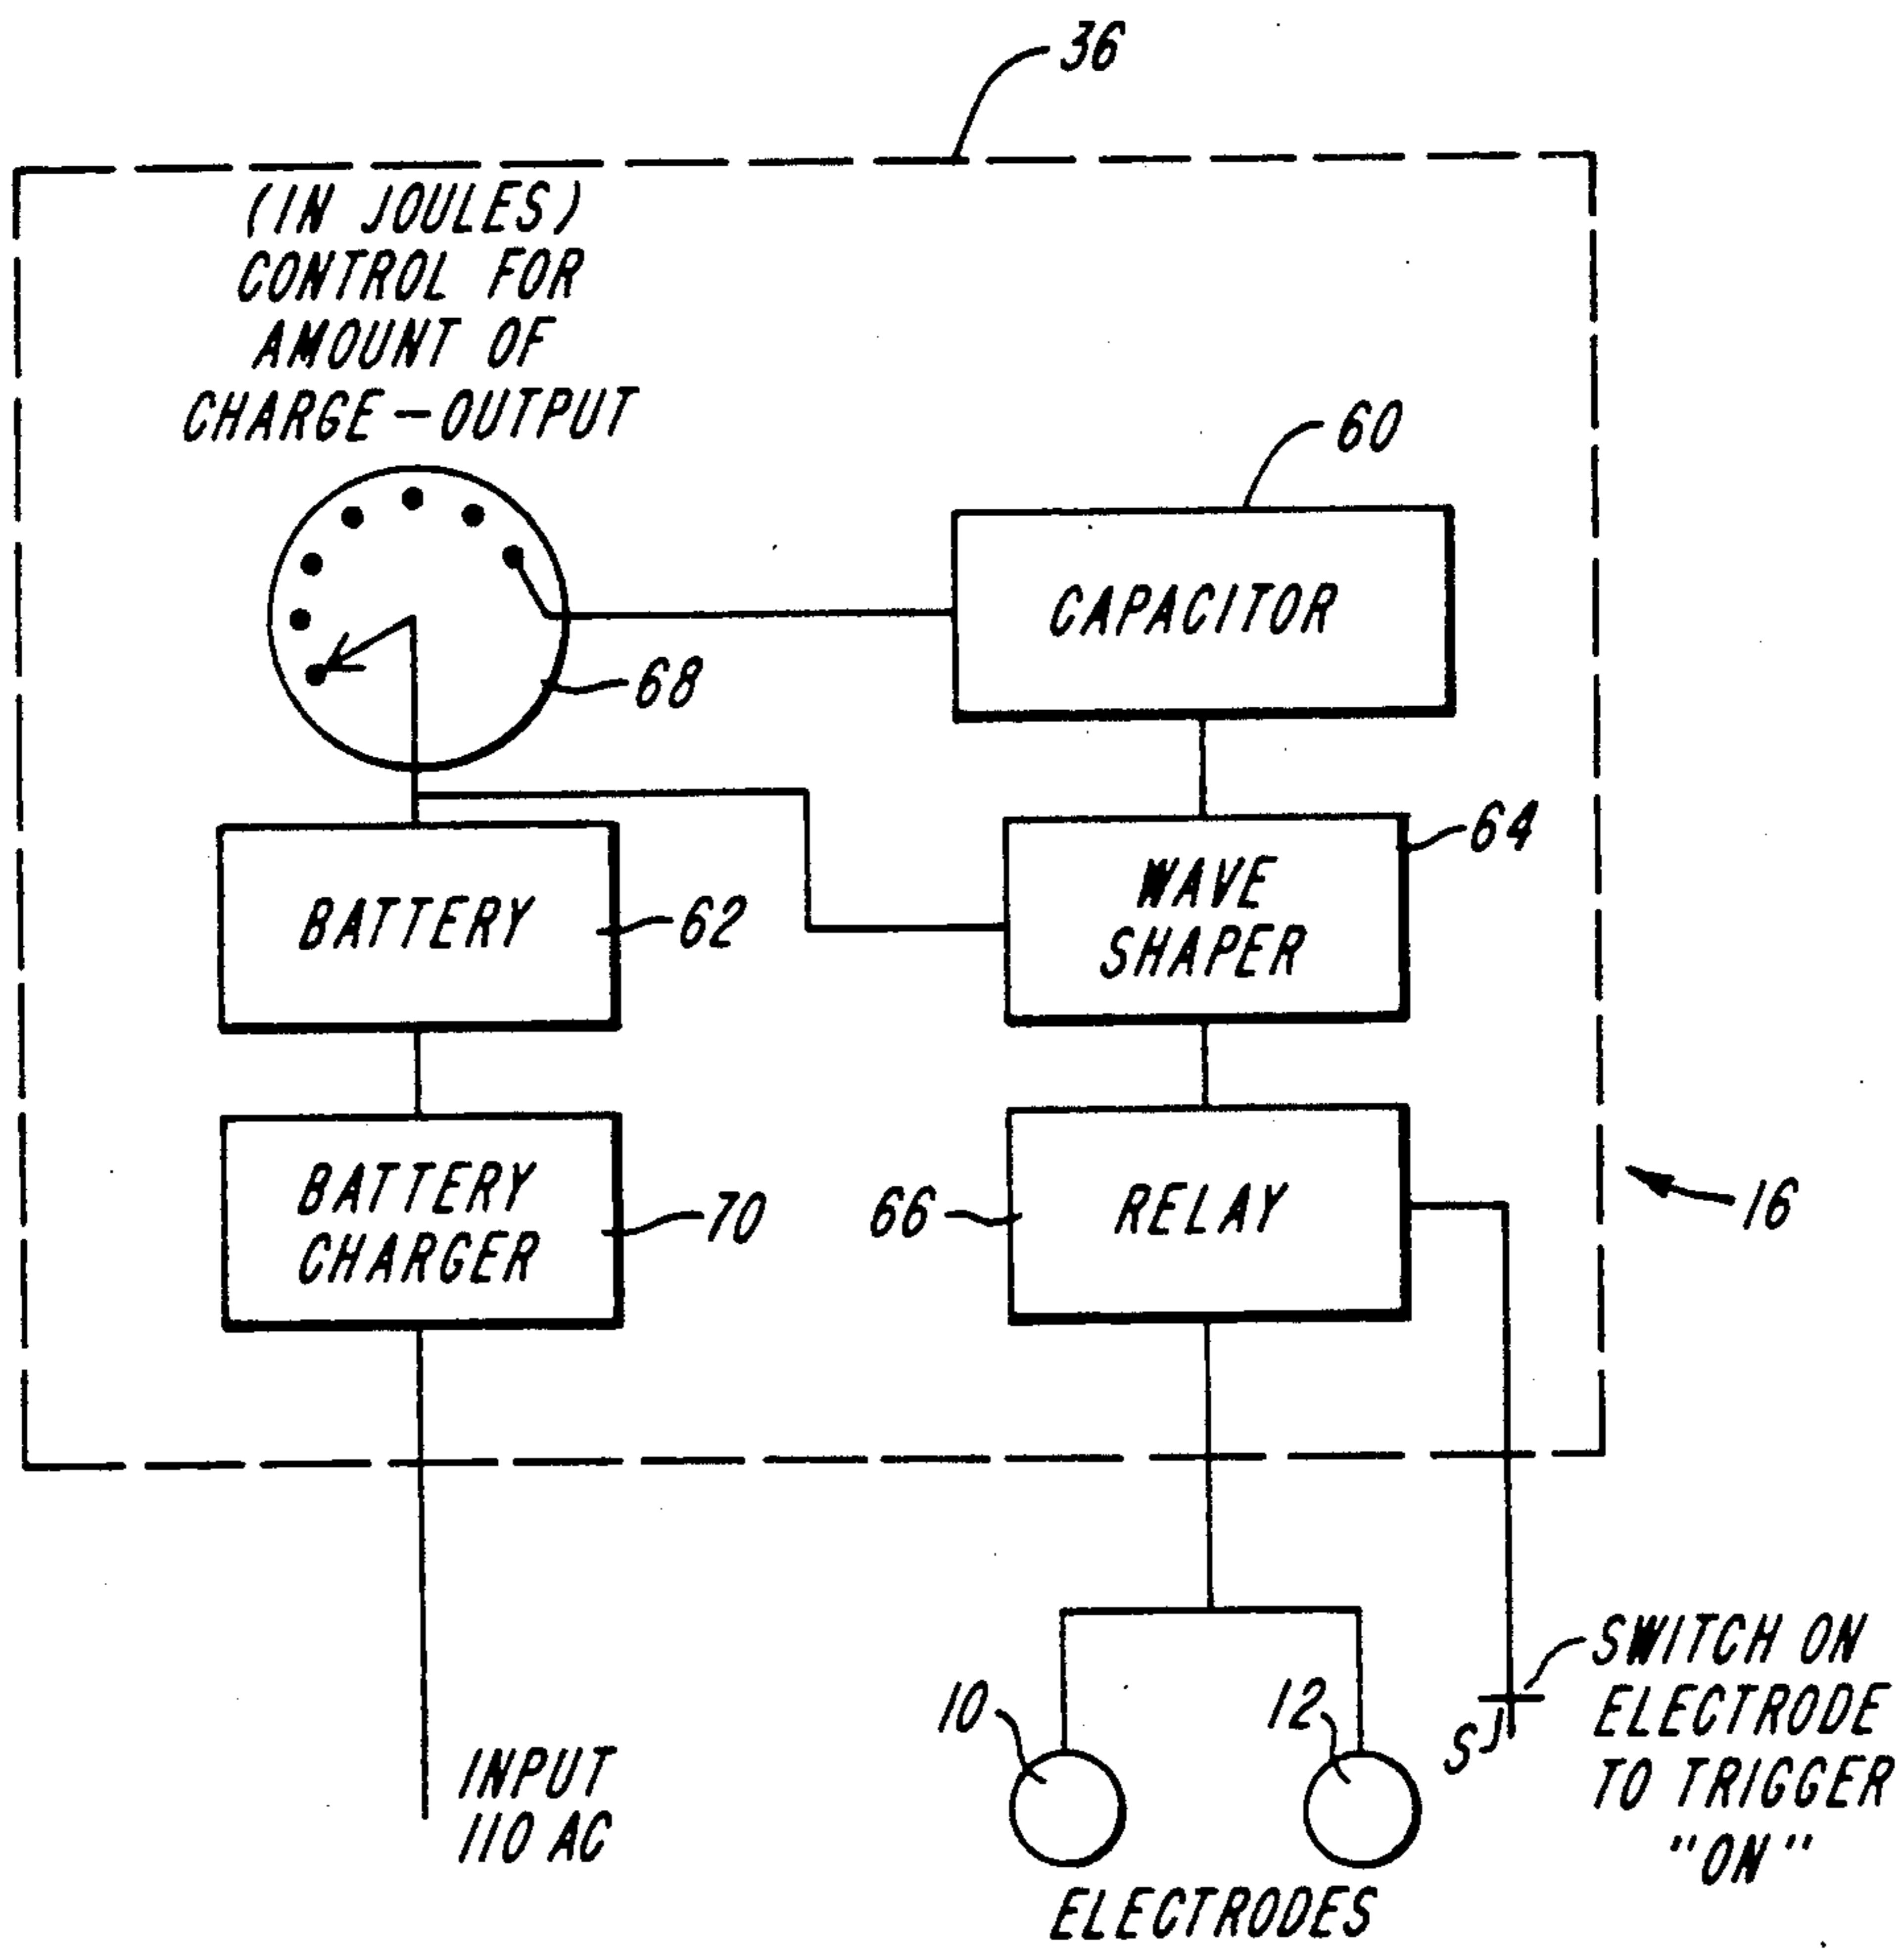 36
(IN JOULES)
CONTROL FOR
AMOUNT OF
CHARGE-OUTPUT
60
CAPACITOR
68
64
WAVE
SHAPER
BATTERY
62
BATTERY
CHARGER
70
66
RELAY
16
10
12
S
SWITCH ON
ELECTRODE
TO TRIGGER
"ON"
INPUT
110 AC
ELECTRODES